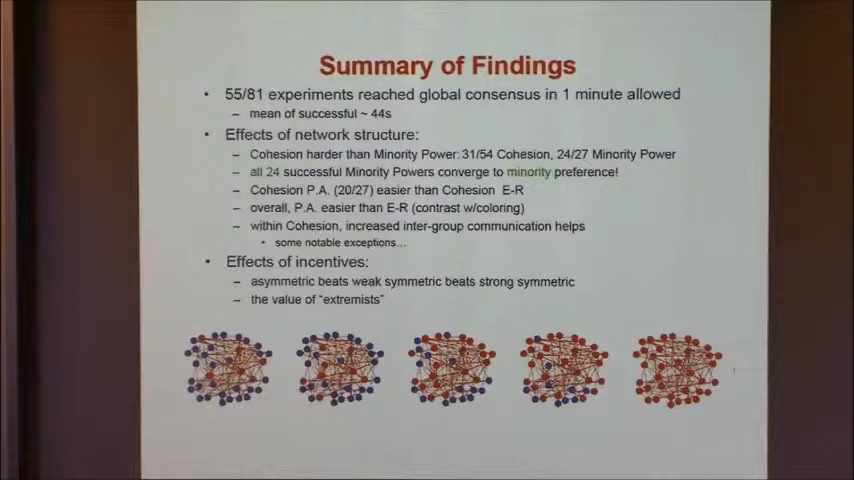 Summary of Findings
• 55/81 experiments reached global consensus in 1 minute allowed
– mean of successful ~ 44s
• Effects of network structure:
– Cohesion harder than Minority Power: 31/54 Cohesion, 24/27 Minority Power
– all 24 successful Minority Powers converge to minority preference!
– Cohesion P.A. (20/27) easier than Cohesion E-R
– overall, P.A. easier than E-R (contrast w/coloring)
– within Cohesion, increased inter-group communication helps
• some notable exceptions…
• Effects of incentives:
– asymmetric beats weak symmetric beats strong symmetric
– the value of "extremists"